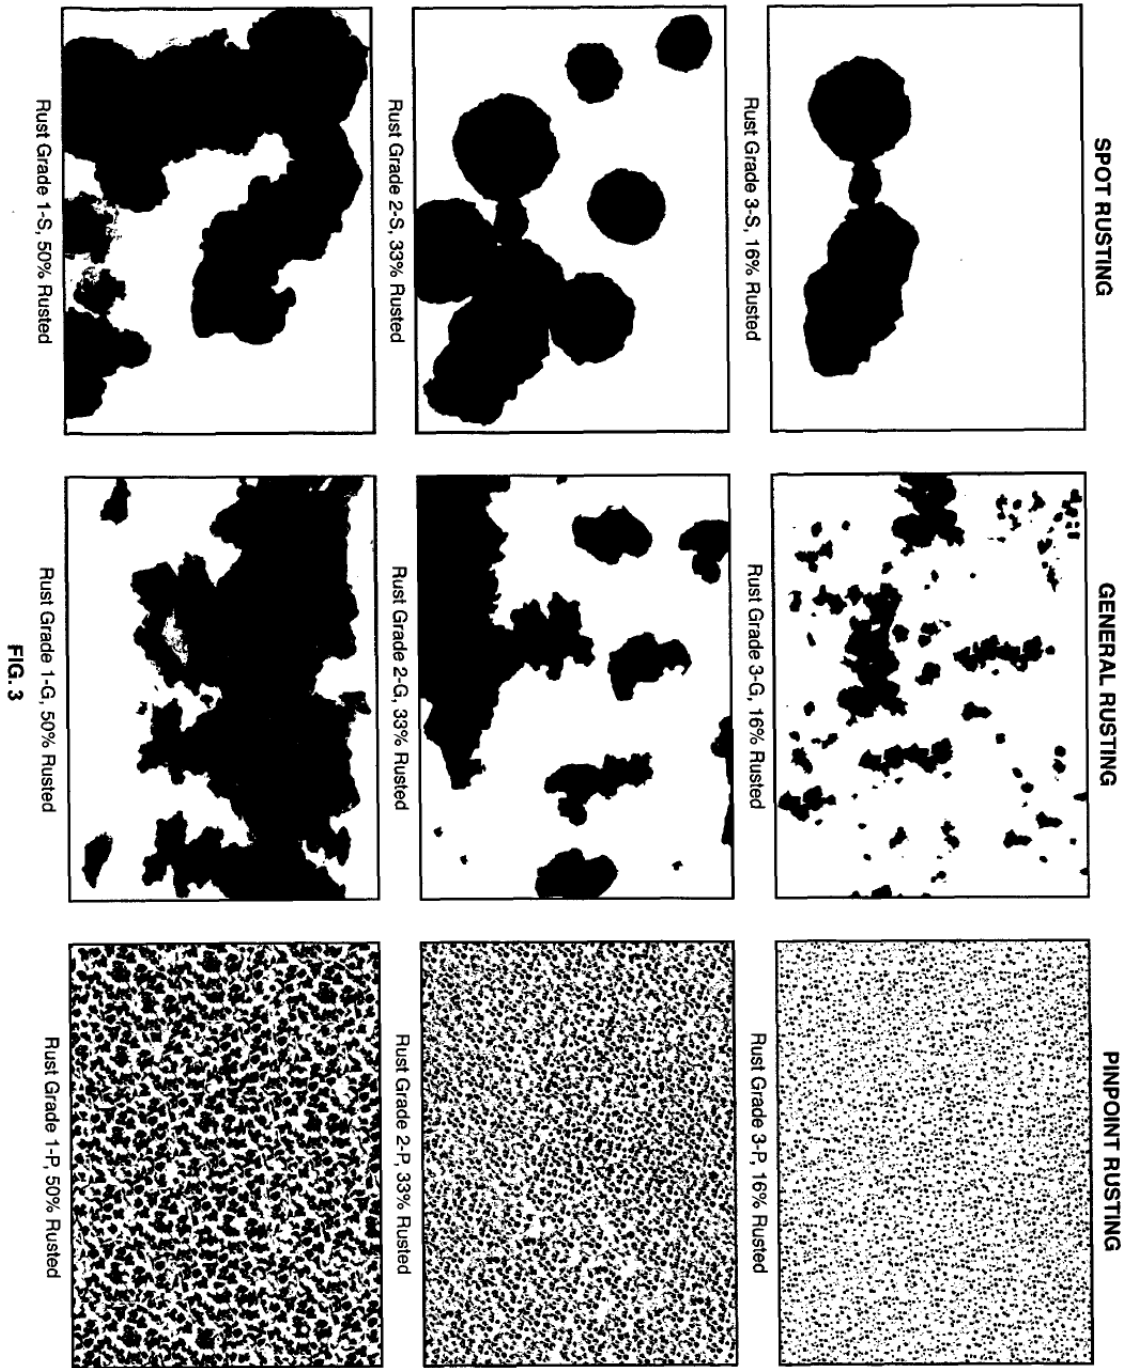 SPOT RUSTING
GENERAL RUSTING
PINPOINT RUSTING
Rust Grade 3-S, 16% Rusted
Rust Grade 3-G, 16% Rusted
Rust Grade 3-P, 16% Rusted
Rust Grade 2-S, 33% Rusted
Rust Grade 2-G, 33% Rusted
Rust Grade 2-P, 33% Rusted
Rust Grade 1-S, 50% Rusted
Rust Grade 1-G, 50% Rusted
Rust Grade 1-P, 50% Rusted
FIG. 3